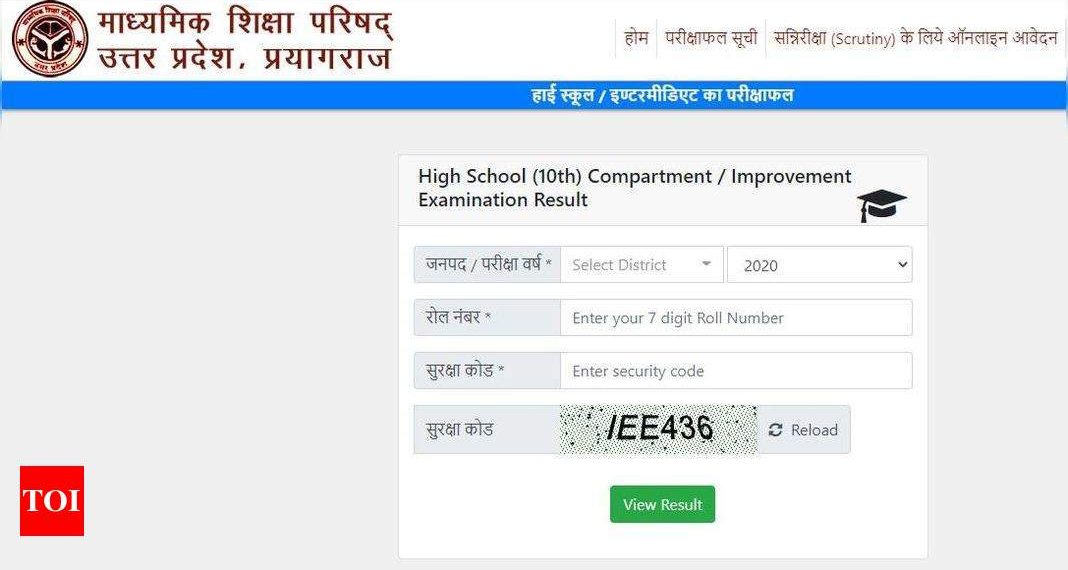 माध्यमिक शिक्षा परिषद्
उत्तर प्रदेश, प्रयागराज
होम
परीक्षाफल सूची
सन्निरीक्षा (Scrutiny) के लिये ऑनलाइन आवेदन
हाई स्कूल / इण्टरमीडिएट का परीक्षाफल
High School (10th) Compartment / Improvement
Examination Result
जनपद / परीक्षा वर्ष * Select District 2020
रोल नंबर * Enter your 7 digit Roll Number
सुरक्षा कोड * Enter security code
सुरक्षा कोड IEE436 Reload
View Result
TOI